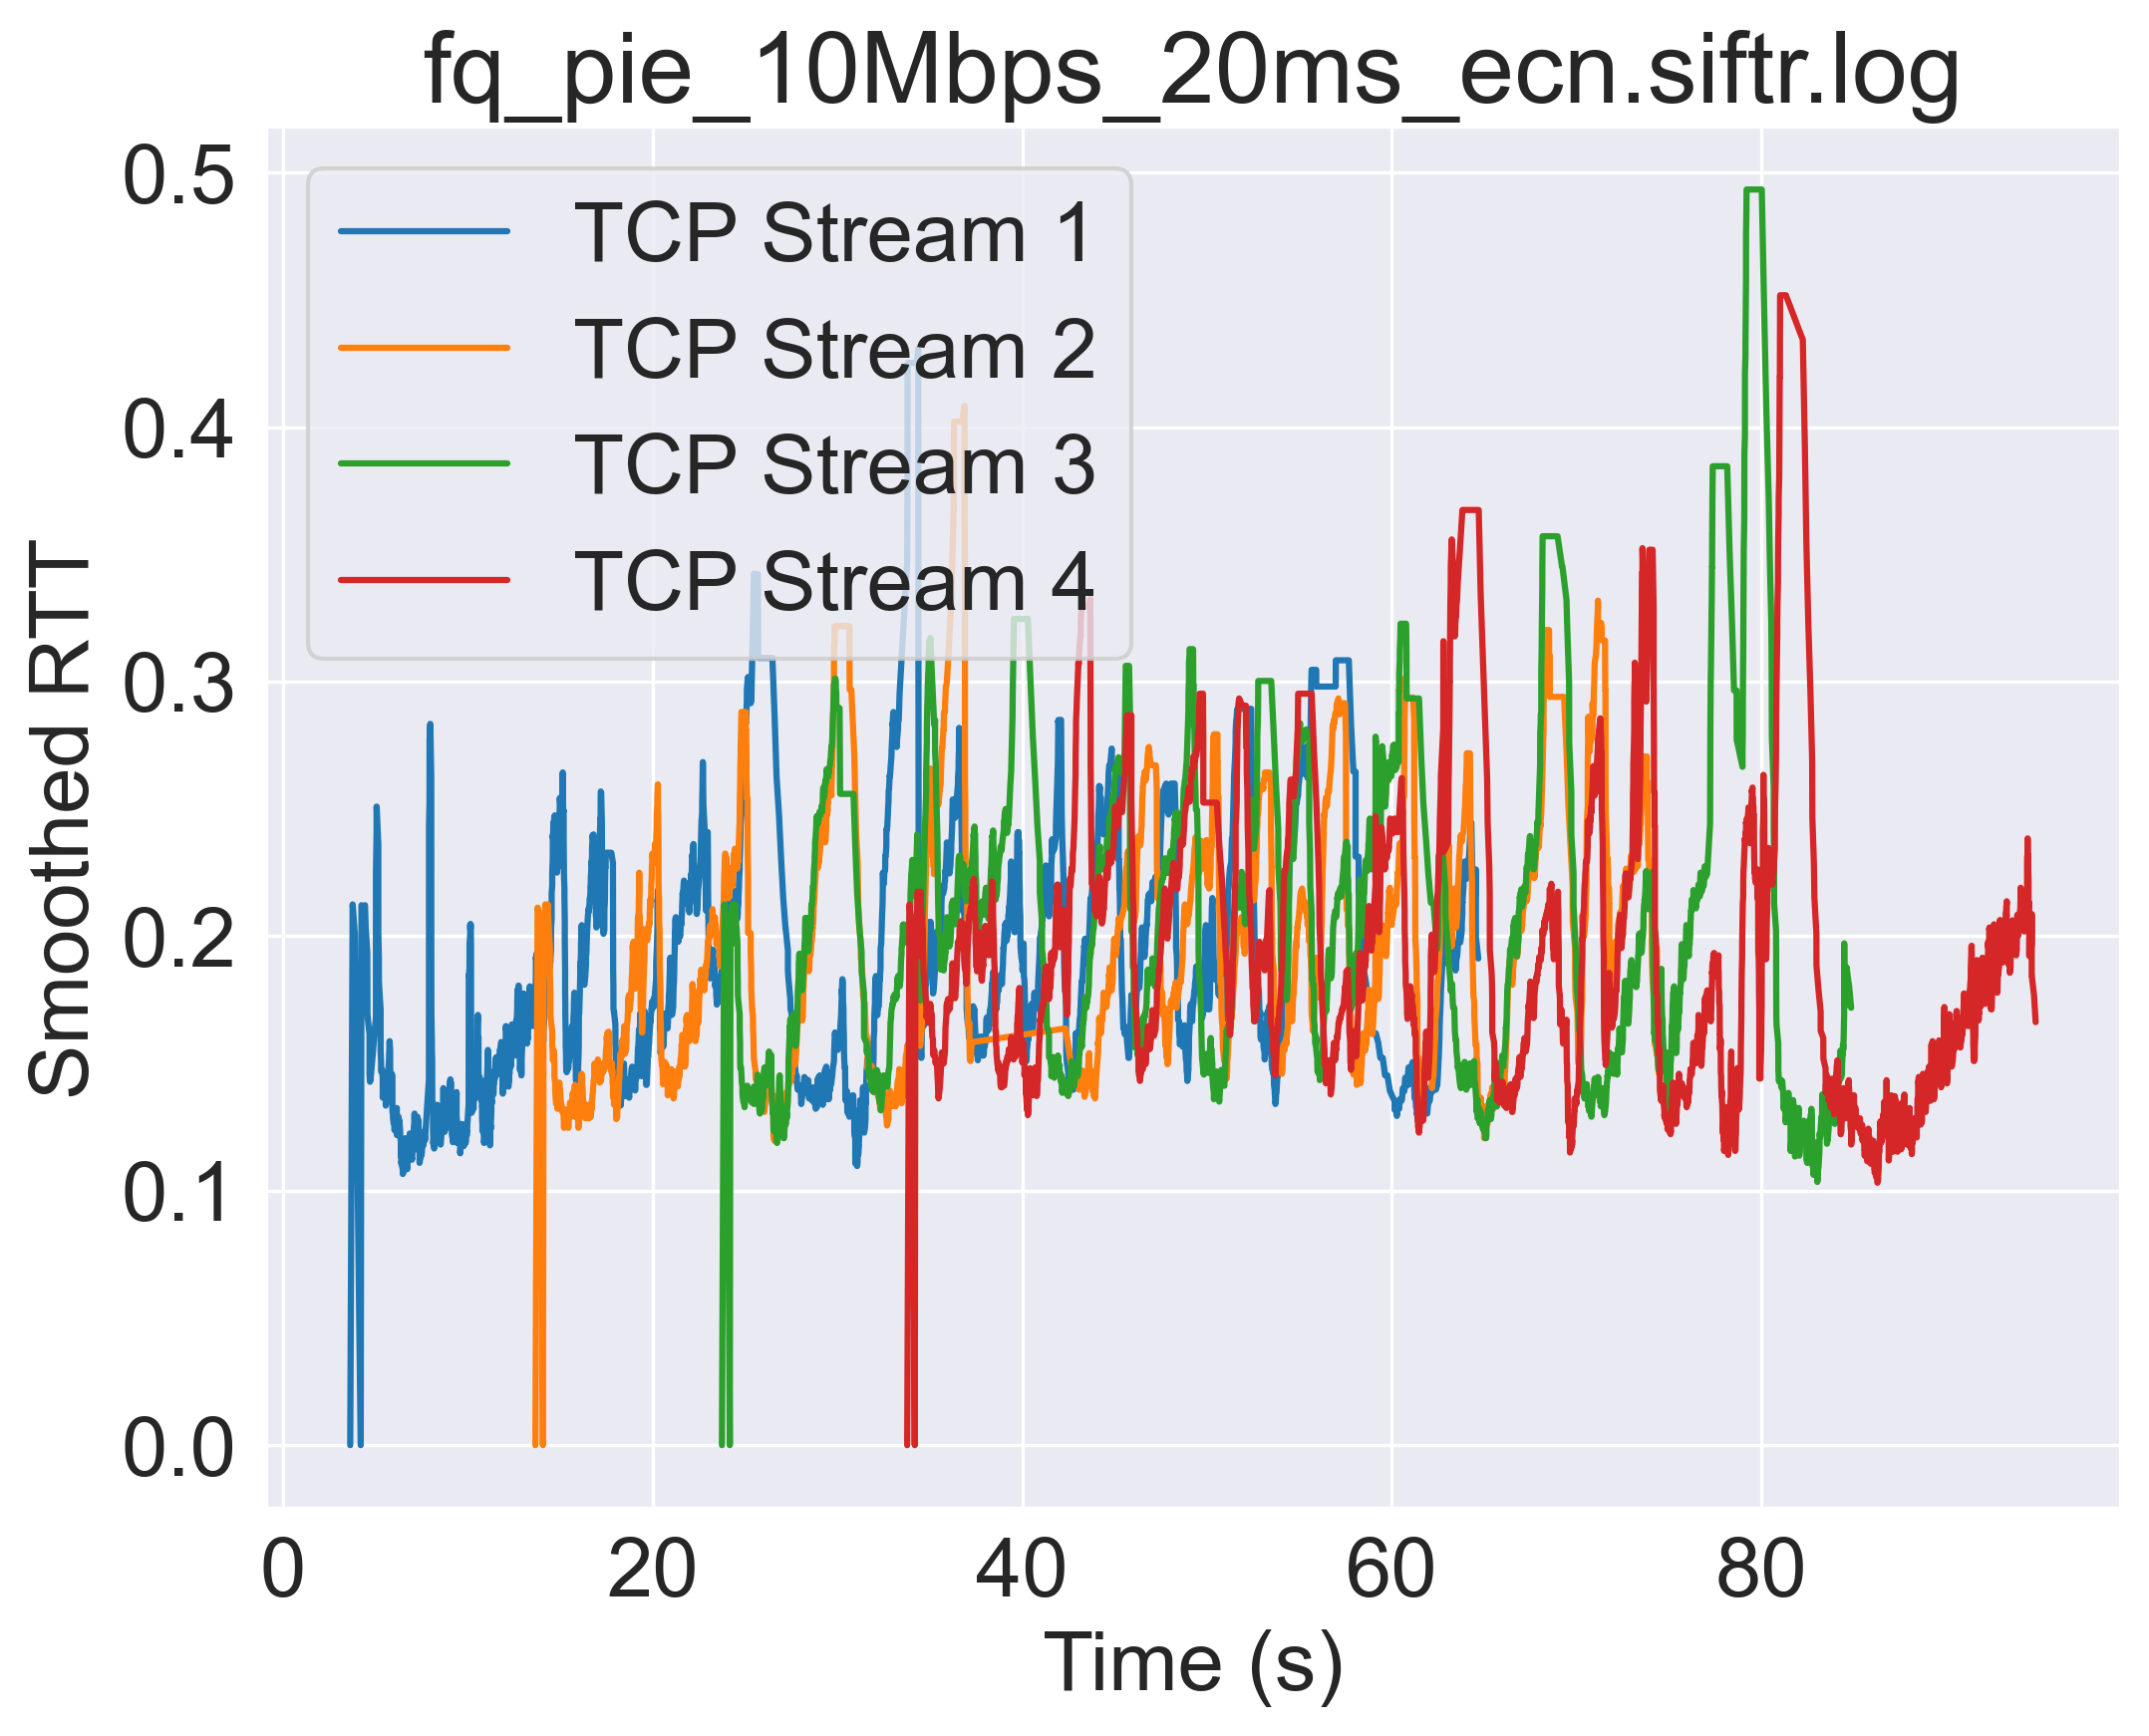 fq_pie_10Mbps_20ms_ecn.siftr.log
TCP Stream 1
TCP Stream 2
TCP Stream 3
TCP Stream 4
Smoothed RTT
0.5
0.4
0.3
0.2
0.1
0.0
0 20 40 60 80
Time (s)